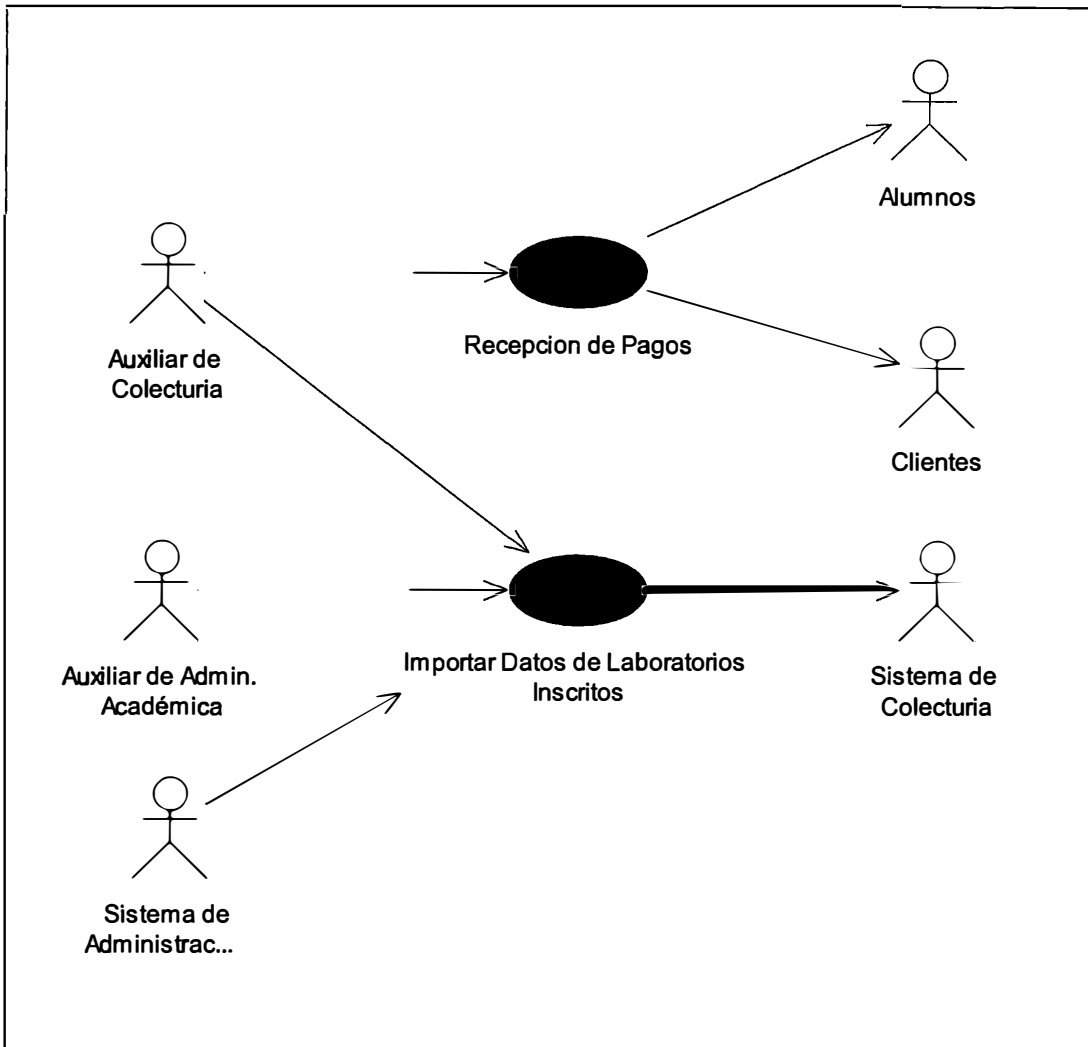 Alumnos
Auxiliar de
Colecturia
Recepcion de Pagos
Clientes
Auxiliar de Admin.
Académica
Importar Datos de Laboratorios
Inscritos
Sistema de
Colecturia
Sistema de
Administrac...